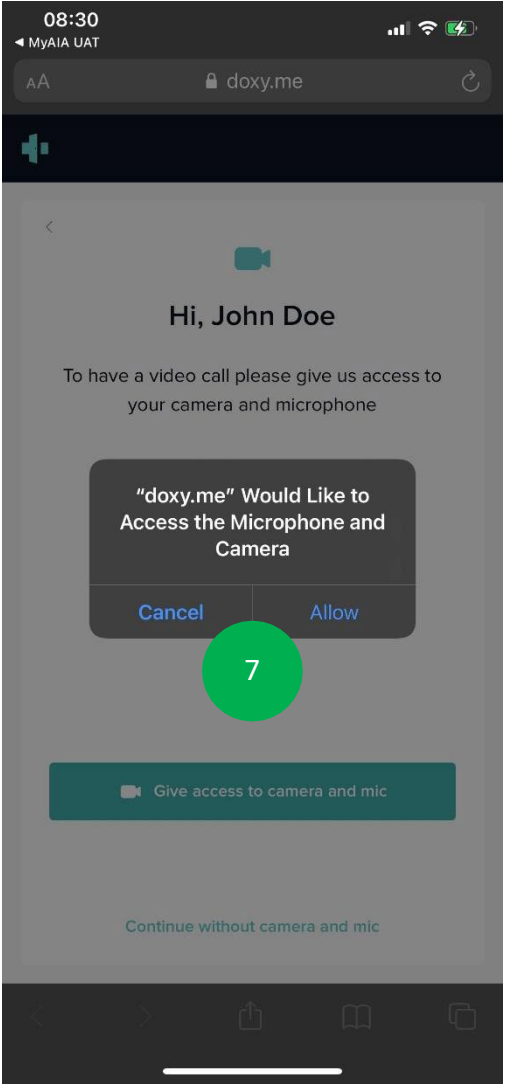 08:30
◀ MyAIA UAT
AA
doxy.me
Hi, John Doe
To have a video call please give us access to
your camera and microphone
“doxy.me” Would Like to
Access the Microphone and
Camera
Cancel
Allow
7
Give access to camera and mic
Continue without camera and mic